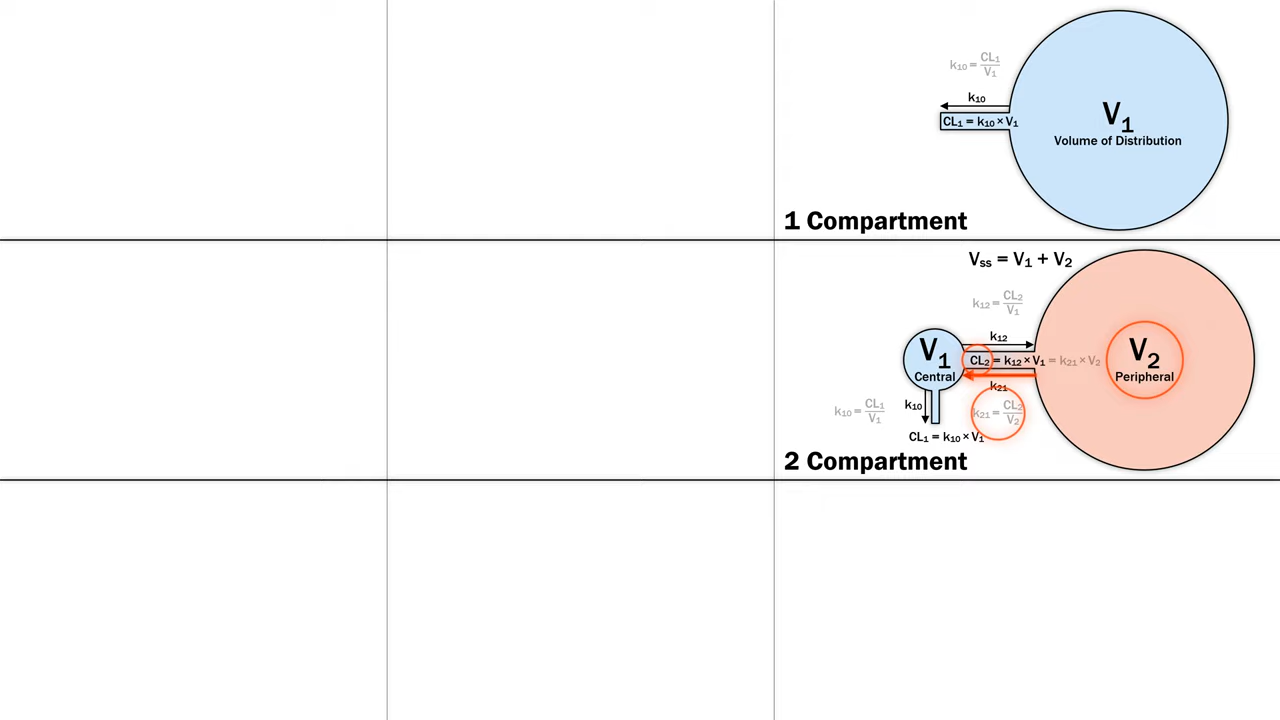 k₁₀ = CL₁/V₁
k₁₀
CL₁ = k₁₀ × V₁
V₁
Volume of Distribution
1 Compartment
Vss = V₁ + V₂
k₁₂ = CL₂/V₁
k₁₂
V₁
Central
CL₂ = k₁₂ × V₁ = k₂₁ × V₂
V₂
Peripheral
k₂₁
k₁₀ = CL₁/V₁
k₁₀
k₂₁ = CL₂/V₂
CL₁ = k₁₀ × V₁
2 Compartment